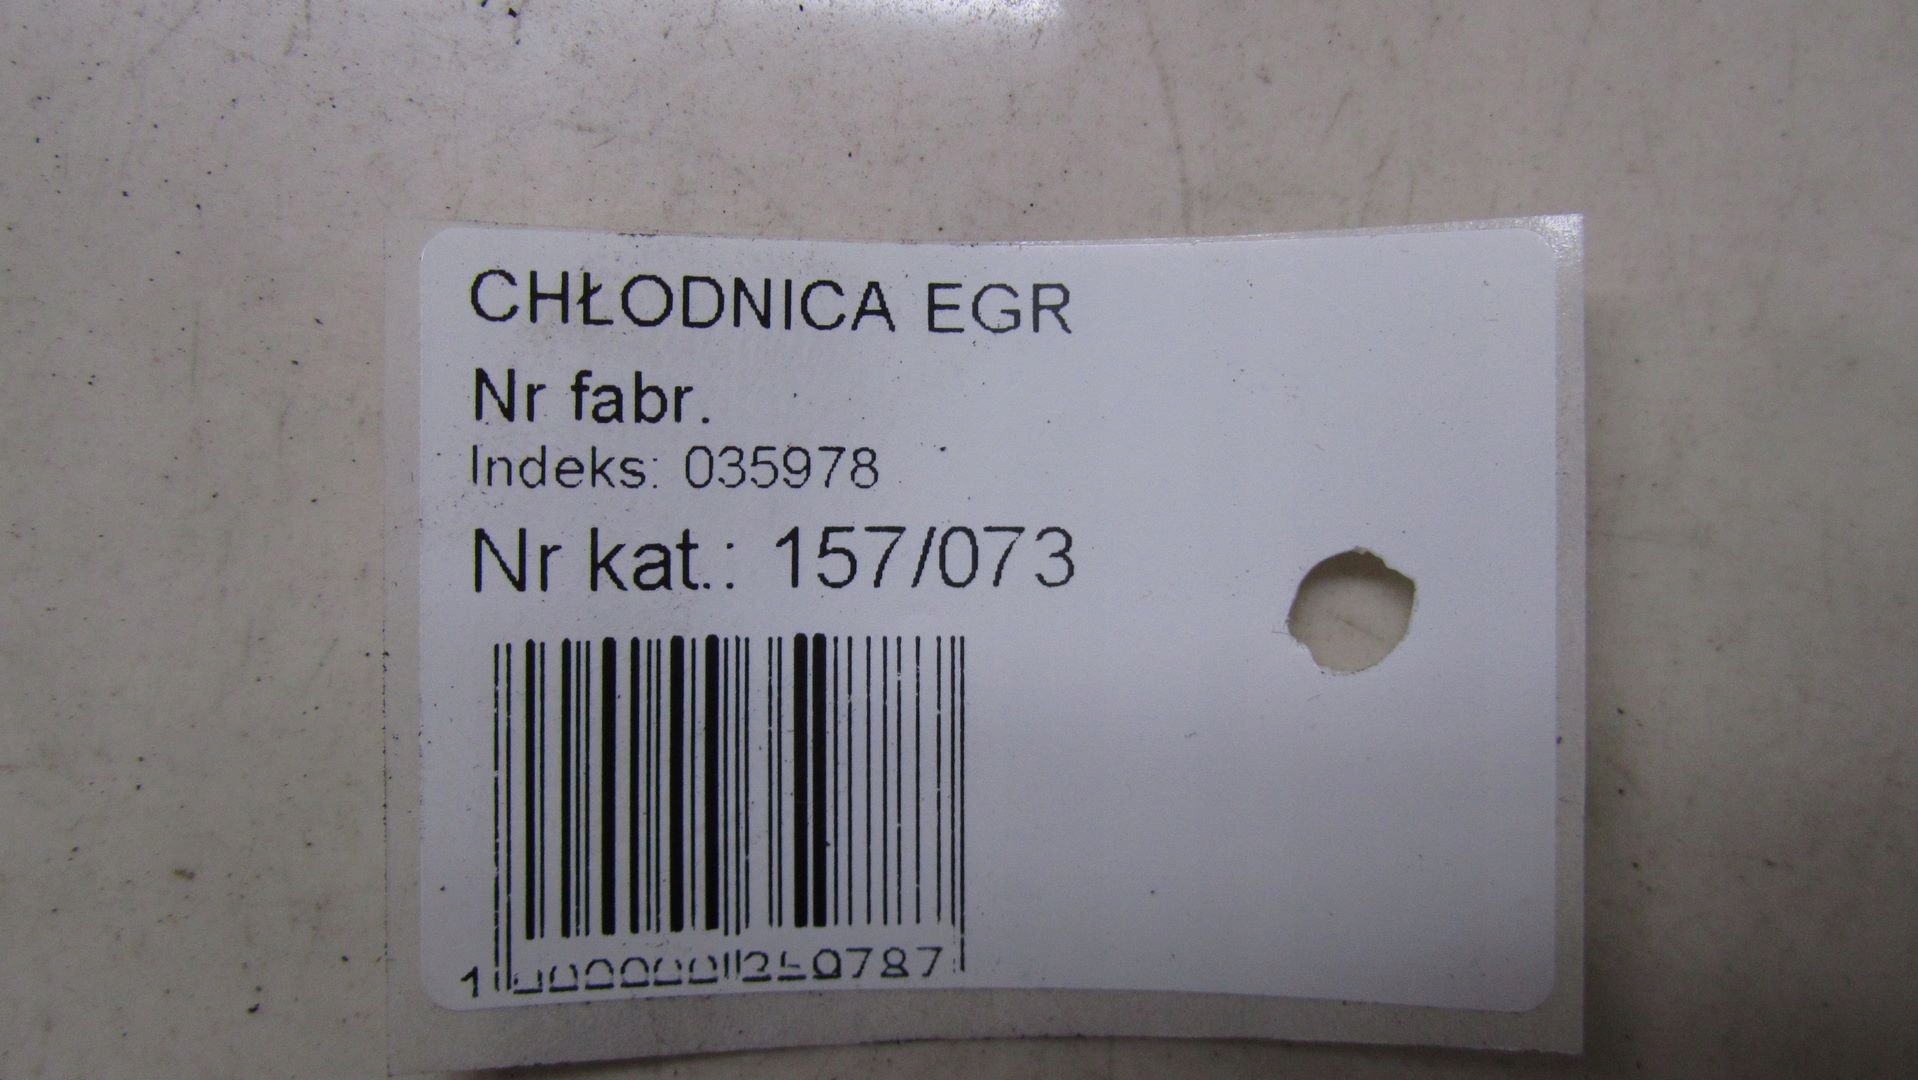 CHŁODNICA EGR
Nr fabr.
Indeks: 035978
Nr kat.: 157/073